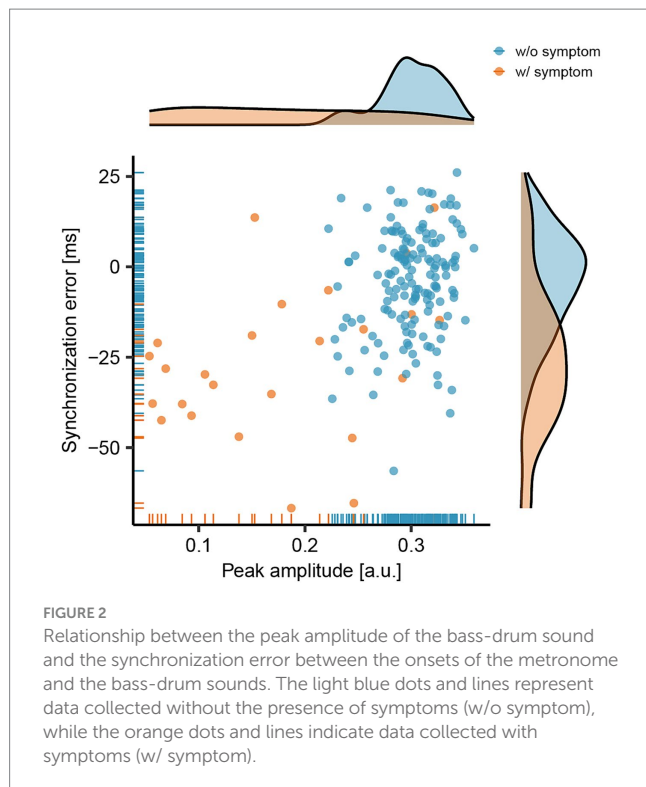 w/o symptom
w/ symptom
25
0
−25
−50
Synchronization error [ms]
0.1
0.2
0.3
Peak amplitude [a.u.]
FIGURE 2
Relationship between the peak amplitude of the bass-drum sound
and the synchronization error between the onsets of the metronome
and the bass-drum sounds. The light blue dots and lines represent
data collected without the presence of symptoms (w/o symptom),
while the orange dots and lines indicate data collected with
symptoms (w/ symptom).